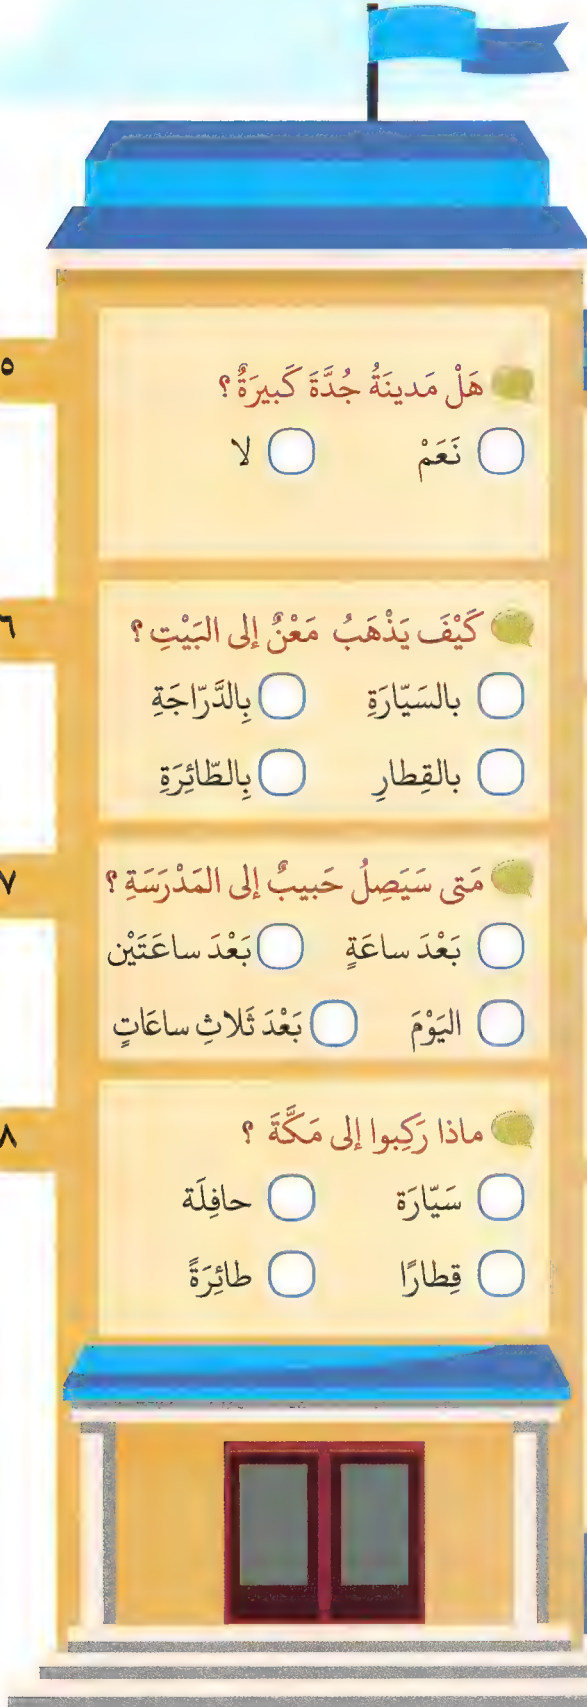 ٥
هَلْ مَدينَةُ جُدَّةَ كَبيرَةٌ؟
نَعَمْ لا
٦
كَيْفَ يَذْهَبُ مَعْنٌ إلى البَيْتِ؟
بالسَيّارَةِ بِالدَّرّاجَةِ
بالقِطارِ بِالطّائِرَةِ
٧
مَتى سَيَصِلُ حَبيبٌ إلى المَدْرَسَةِ؟
بَعْدَ ساعَةٍ بَعْدَ ساعَتَيْن
اليَوْمَ بَعْدَ ثَلاثِ ساعَاتٍ
٨
ماذا رَكِبوا إلى مَكَّةَ ؟
سَيّارَة حافِلَة
قِطارًا طائِرَةً